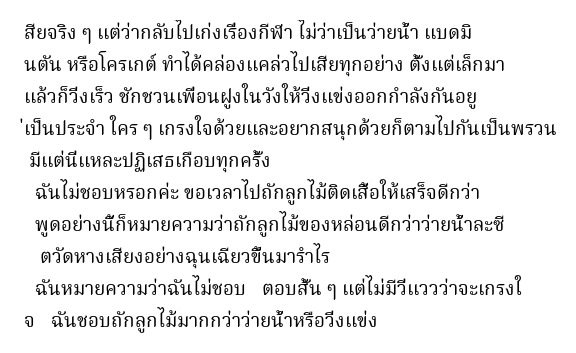 สียจริง ๆ แต่ว่ากลับไปเก่งเรื่องกีฬา ไม่ว่าเป็นว่ายน้ำ แบดมิ
นตัน หรือโครเกต์ ทำได้คล่องแคล่วไปเสียทุกอย่าง ตั้งแต่เล็กมา
แล้วก็วิ่งเร็ว ชักชวนเพื่อนฝูงในวังให้วิ่งแข่งออกกำลังกันอยู
่เป็นประจำ ใคร ๆ เกรงใจด้วยและอยากสนุกด้วยก็ตามไปกันเป็นพรวน
มีแต่นี่แหละปฏิเสธเกือบทุกครั้ง
ฉันไม่ชอบหรอกค่ะ ขอเวลาไปถักลูกไม้ติดเสื้อให้เสร็จดีกว่า
พูดอย่างนี้ก็หมายความว่าถักลูกไม้ของหล่อนดีกว่าว่ายน้ำละซี
ตวัดหางเสียงอย่างฉุนเฉียวขึ้นมารำไร
ฉันหมายความว่าฉันไม่ชอบ ตอบสั้น ๆ แต่ไม่มีวี่แววว่าจะเกรงใ
จ ฉันชอบถักลูกไม้มากกว่าว่ายน้ำหรือวิ่งแข่ง